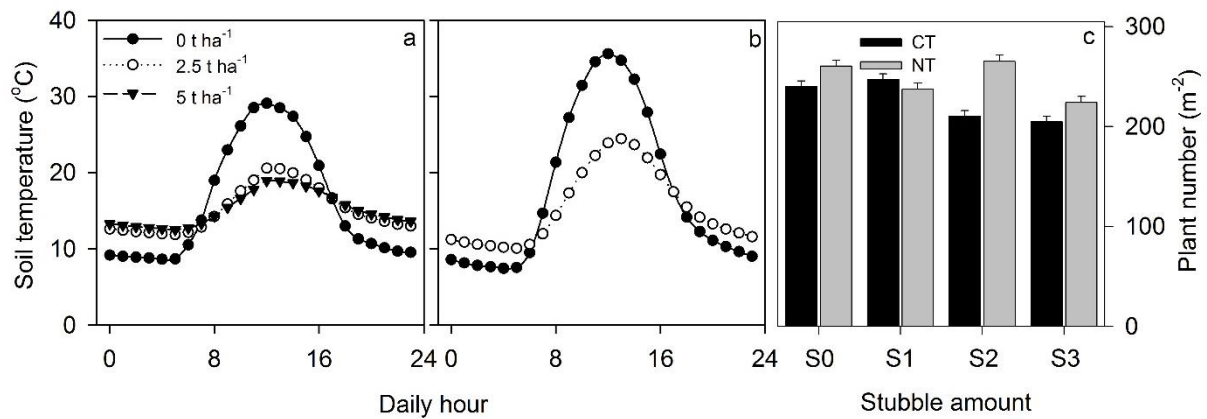 40
30
20
10
0
Soil temperature (°C)
a
0 t ha⁻¹
2.5 t ha⁻¹
5 t ha⁻¹
0 8 16 24
b
0 8 16 24
Daily hour
c
CT
NT
S0 S1 S2 S3
Stubble amount
300
200
100
0
Plant number (m⁻²)